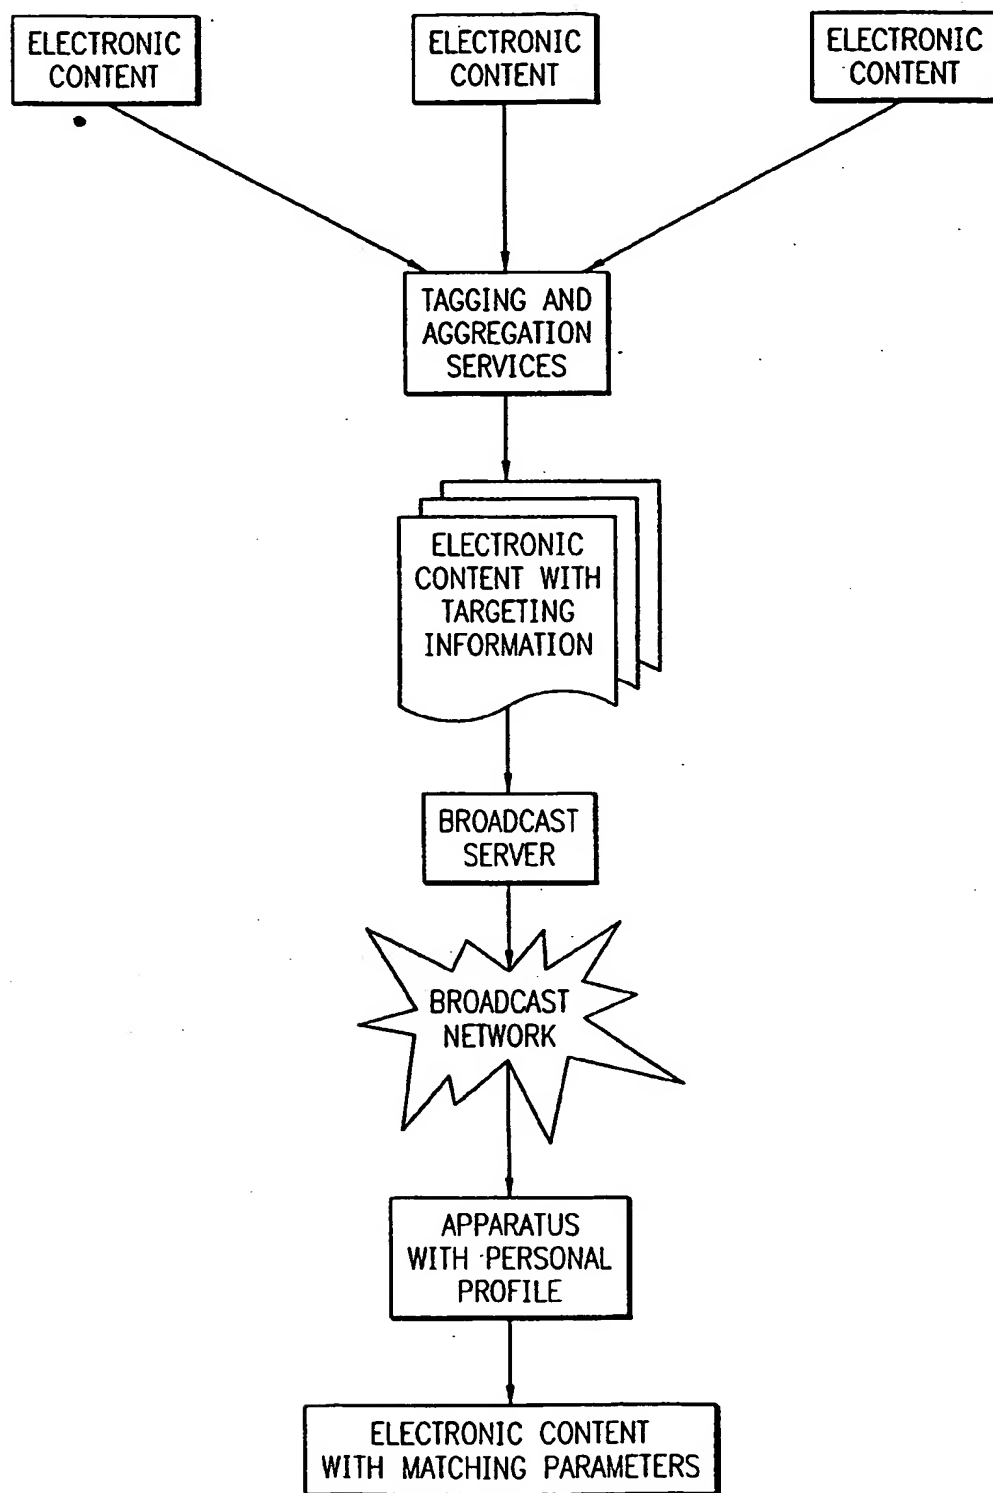 ELECTRONIC
CONTENT
ELECTRONIC
CONTENT
ELECTRONIC
CONTENT
TAGGING AND
AGGREGATION
SERVICES
ELECTRONIC
CONTENT WITH
TARGETING
INFORMATION
BROADCAST
SERVER
BROADCAST
NETWORK
APPARATUS
WITH PERSONAL
PROFILE
ELECTRONIC CONTENT
WITH MATCHING PARAMETERS